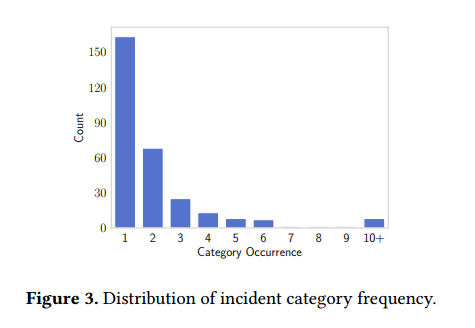 150
120
90
60
30
0
Count
1 2 3 4 5 6 7 8 9 10+
Category Occurrence
Figure 3. Distribution of incident category frequency.